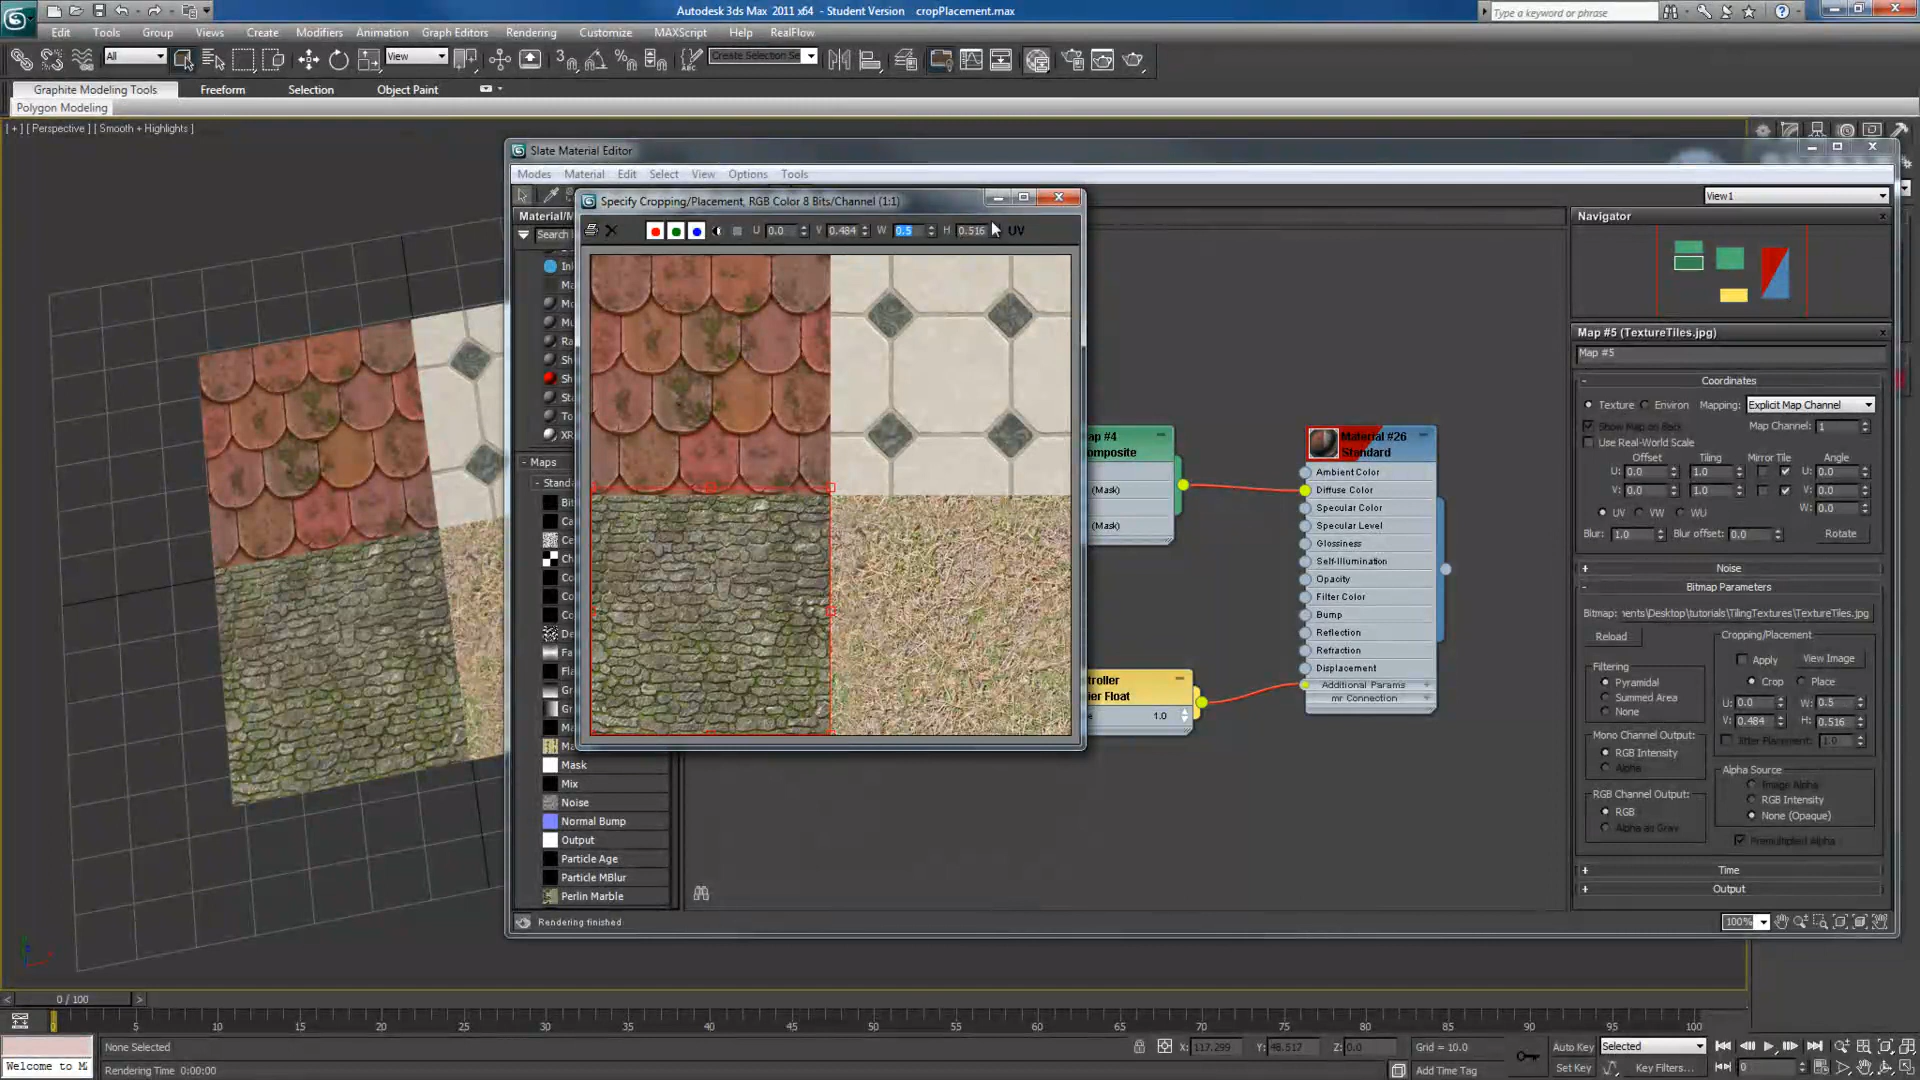 Autodesk 3ds Max 2011 x64 - Student Version cropPlacement.max
Type a keyword or phrase
Edit Tools Group Views Create Modifiers Animation Graph Editors Rendering Customize MAXScript Help RealFlow
All View Create Selection Se
Graphite Modeling Tools Freeform Selection Object Paint
Polygon Modeling
[ + ] [ Perspective ] [ Smooth + Highlights ]
Slate Material Editor
Modes Material Edit Select View Options Tools
View1
Specify Cropping/Placement, RGB Color 8 Bits/Channel (1:1)
U 0.0 V 0.484 W 0.5 H 0.516 UV
Material/M
Search
Maps
Mask
Mix
Noise
Normal Bump
Output
Particle Age
Particle MBlur
Perlin Marble
Rendering finished
ap #4
omposite
(Mask)
(Mask)
troller
ier Float
1.0
Material #26
Standard
Ambient Color
Diffuse Color
Specular Color
Specular Level
Glossiness
Self-Illumination
Opacity
Filter Color
Bump
Reflection
Refraction
Displacement
Additional Params
mr Connection
Navigator
Map #5 (TextureTiles.jpg)
Map #5
Coordinates
Texture Environ Mapping: Explicit Map Channel
Show Map on Back Map Channel: 1
Use Real-World Scale
Offset Tiling Mirror Tile Angle
U: 0.0 1.0 U: 0.0
V: 0.0 1.0 V: 0.0
UV VW WU W: 0.0
Blur: 1.0 Blur offset: 0.0 Rotate
Noise
Bitmap Parameters
Bitmap: nents\Desktop\tutorials\TilingTextures\TextureTiles.jpg
Reload
Cropping/Placement
Apply View Image
Filtering
Pyramidal
Summed Area
None
Crop Place
U: 0.0 W: 0.5
V: 0.484 H: 0.516
Jitter Placement: 1.0
Mono Channel Output:
RGB Intensity
Alpha
RGB Channel Output:
RGB
Alpha as Gray
Alpha Source
Image Alpha
RGB Intensity
None (Opaque)
Premultiplied Alpha
Time
Output
100%
0 / 100
0 5 10 15 20 25 30 35 40 45 50 55 60 65 70 75 80 85 90 95 100
None Selected X: 117.299 Y: 46.517 Z: 0.0 Grid = 10.0 Auto Key Selected
Welcome to M Rendering Time 0:00:00 Add Time Tag Set Key Key Filters... 0